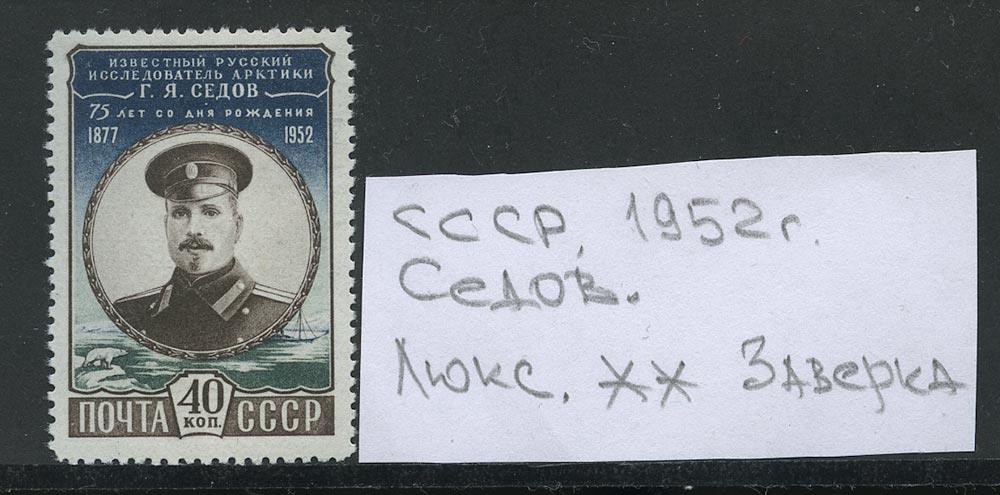 ИЗВЕСТНЫЙ РУССКИЙ
ИССЛЕДОВАТЕЛЬ АРКТИКИ
Г. Я. СЕДОВ
75 ЛЕТ СО ДНЯ РОЖДЕНИЯ
1877 1952
40
КОП.
ПОЧТА СССР
СССР, 1952г.
Седов.
Люкс. ХХ Заверка